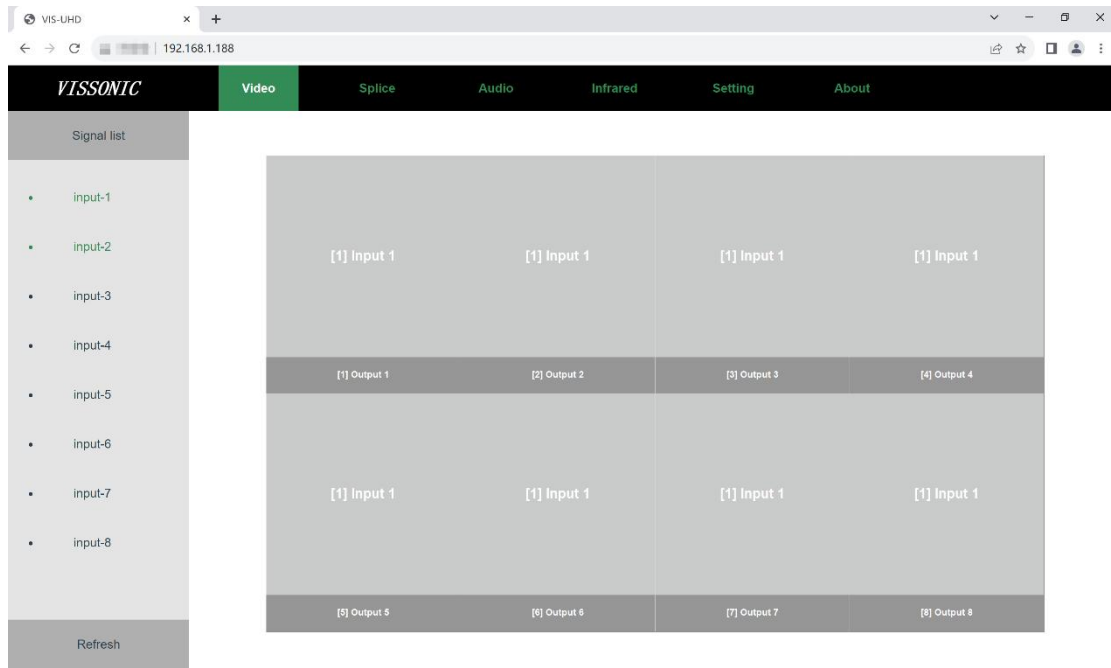 VIS-UHD
192.168.1.188
VISSONIC
Video Splice Audio Infrared Setting About
Signal list
input-1
input-2
input-3
input-4
input-5
input-6
input-7
input-8
Refresh
[1] Input 1 [1] Input 1 [1] Input 1 [1] Input 1
[1] Output 1 [2] Output 2 [3] Output 3 [4] Output 4
[1] Input 1 [1] Input 1 [1] Input 1 [1] Input 1
[5] Output 5 [6] Output 6 [7] Output 7 [8] Output 8